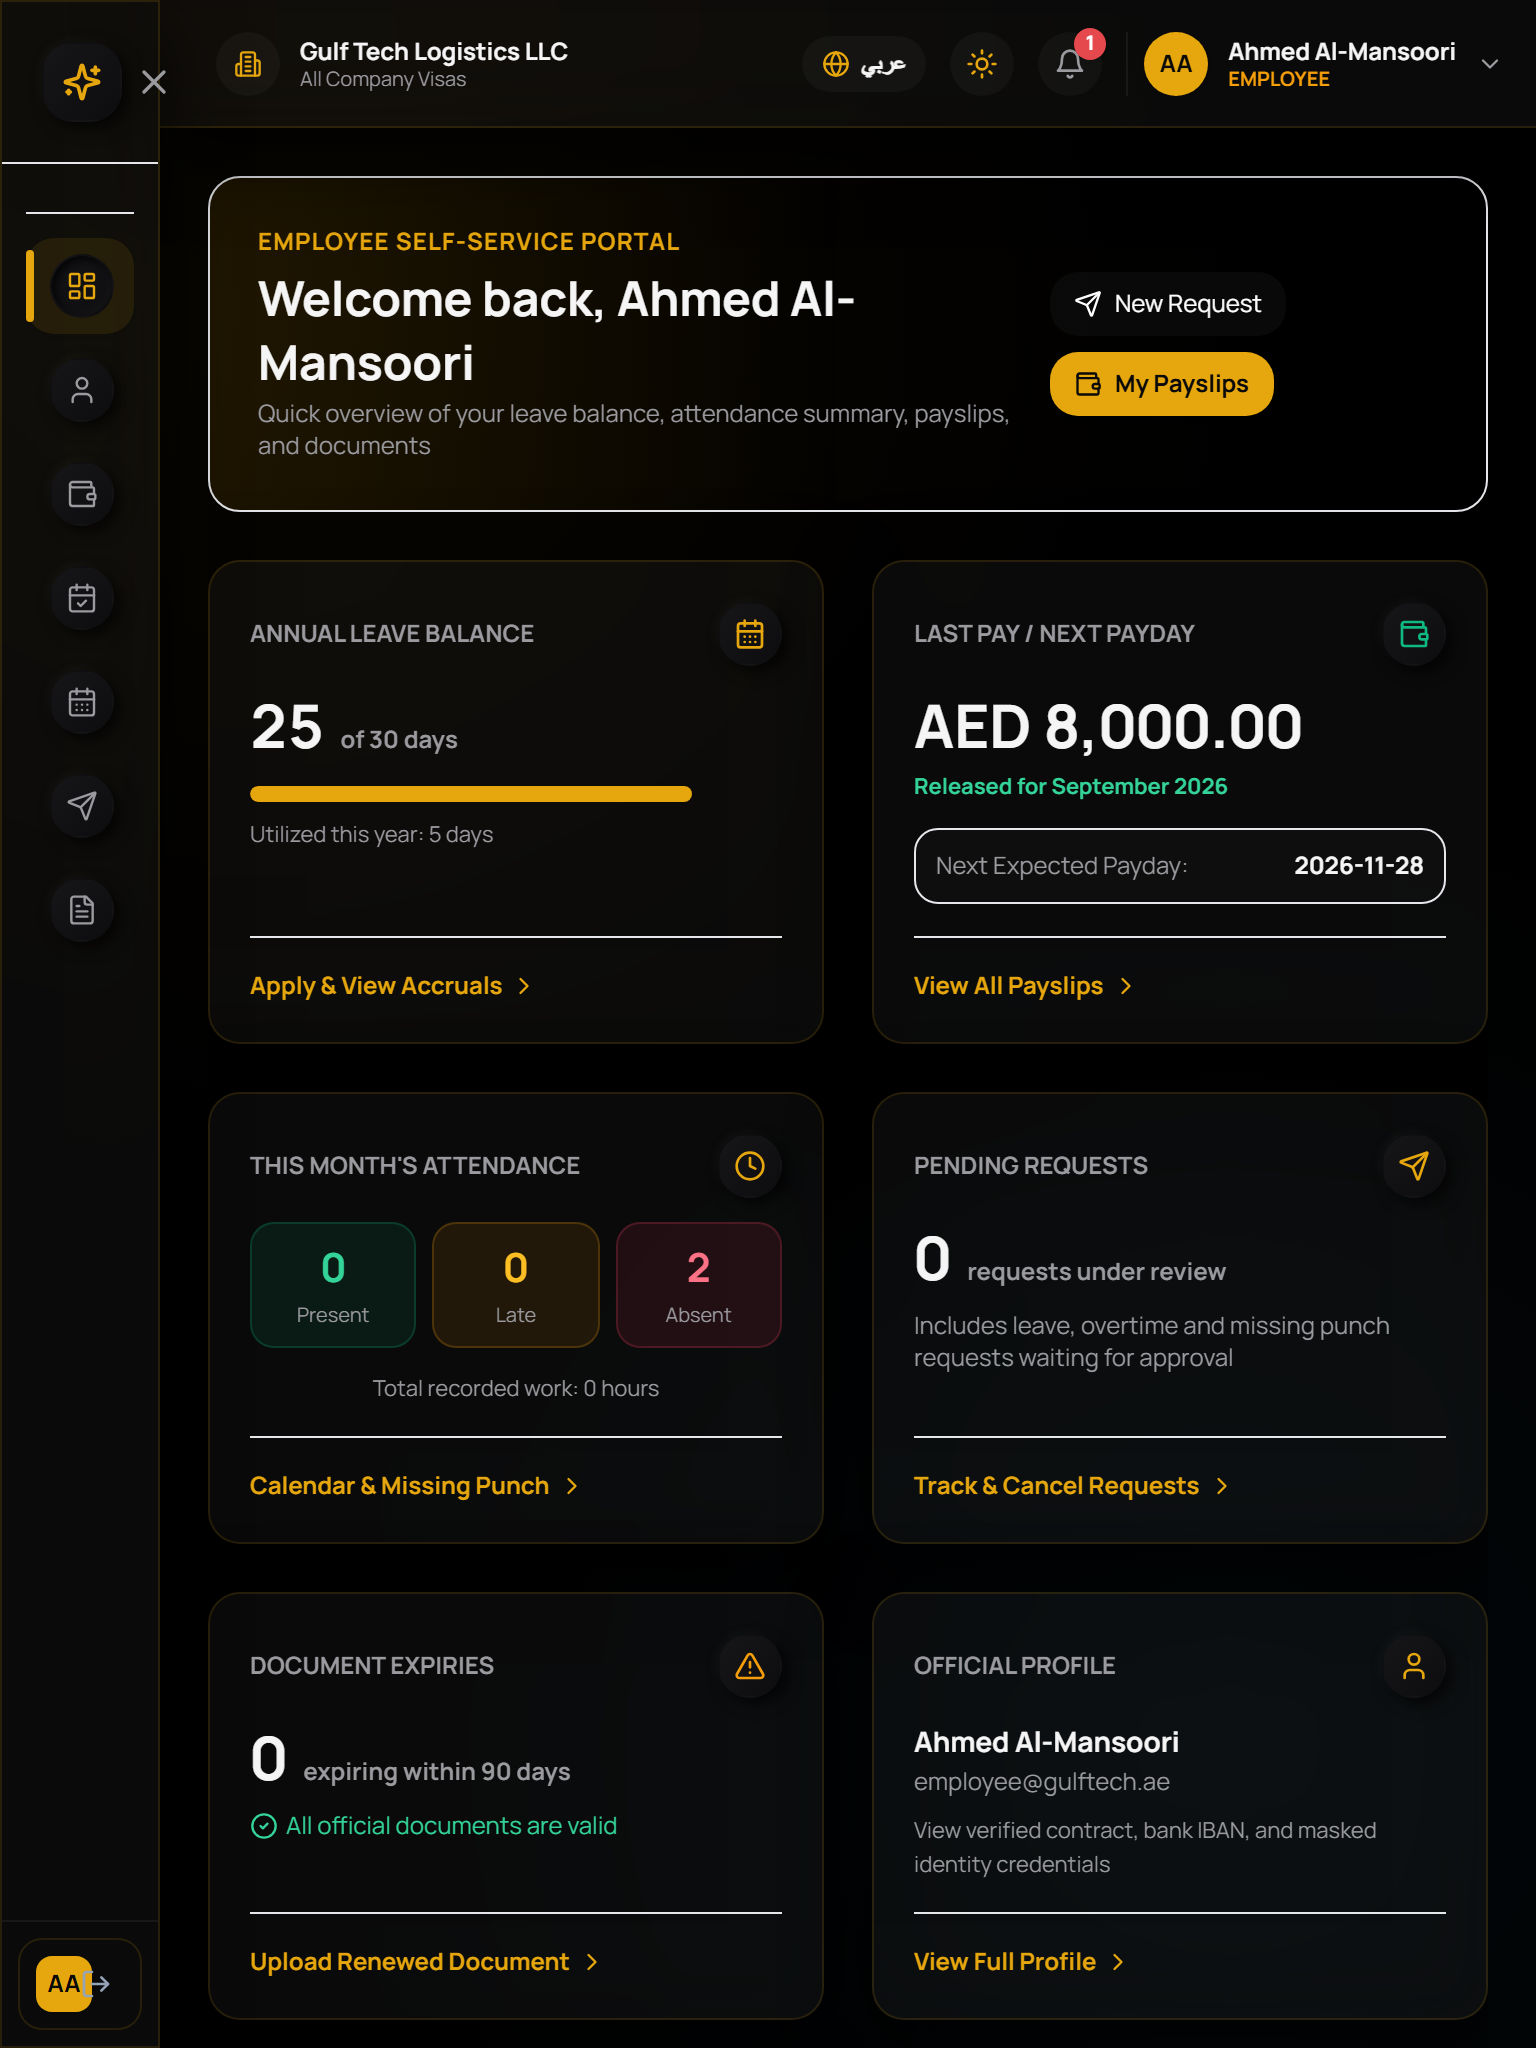 Gulf Tech Logistics LLC
All Company Visas
عربي
1
AA
Ahmed Al-Mansoori
EMPLOYEE
EMPLOYEE SELF-SERVICE PORTAL
Welcome back, Ahmed Al-
Mansoori
Quick overview of your leave balance, attendance summary, payslips,
and documents
New Request
My Payslips
ANNUAL LEAVE BALANCE
25 of 30 days
Utilized this year: 5 days
Apply & View Accruals
LAST PAY / NEXT PAYDAY
AED 8,000.00
Released for September 2026
Next Expected Payday: 2026-11-28
View All Payslips
THIS MONTH'S ATTENDANCE
0 0 2
Present Late Absent
Total recorded work: 0 hours
Calendar & Missing Punch
PENDING REQUESTS
0 requests under review
Includes leave, overtime and missing punch
requests waiting for approval
Track & Cancel Requests
DOCUMENT EXPIRIES
0 expiring within 90 days
All official documents are valid
Upload Renewed Document
OFFICIAL PROFILE
Ahmed Al-Mansoori
employee@gulftech.ae
View verified contract, bank IBAN, and masked
identity credentials
View Full Profile
AA